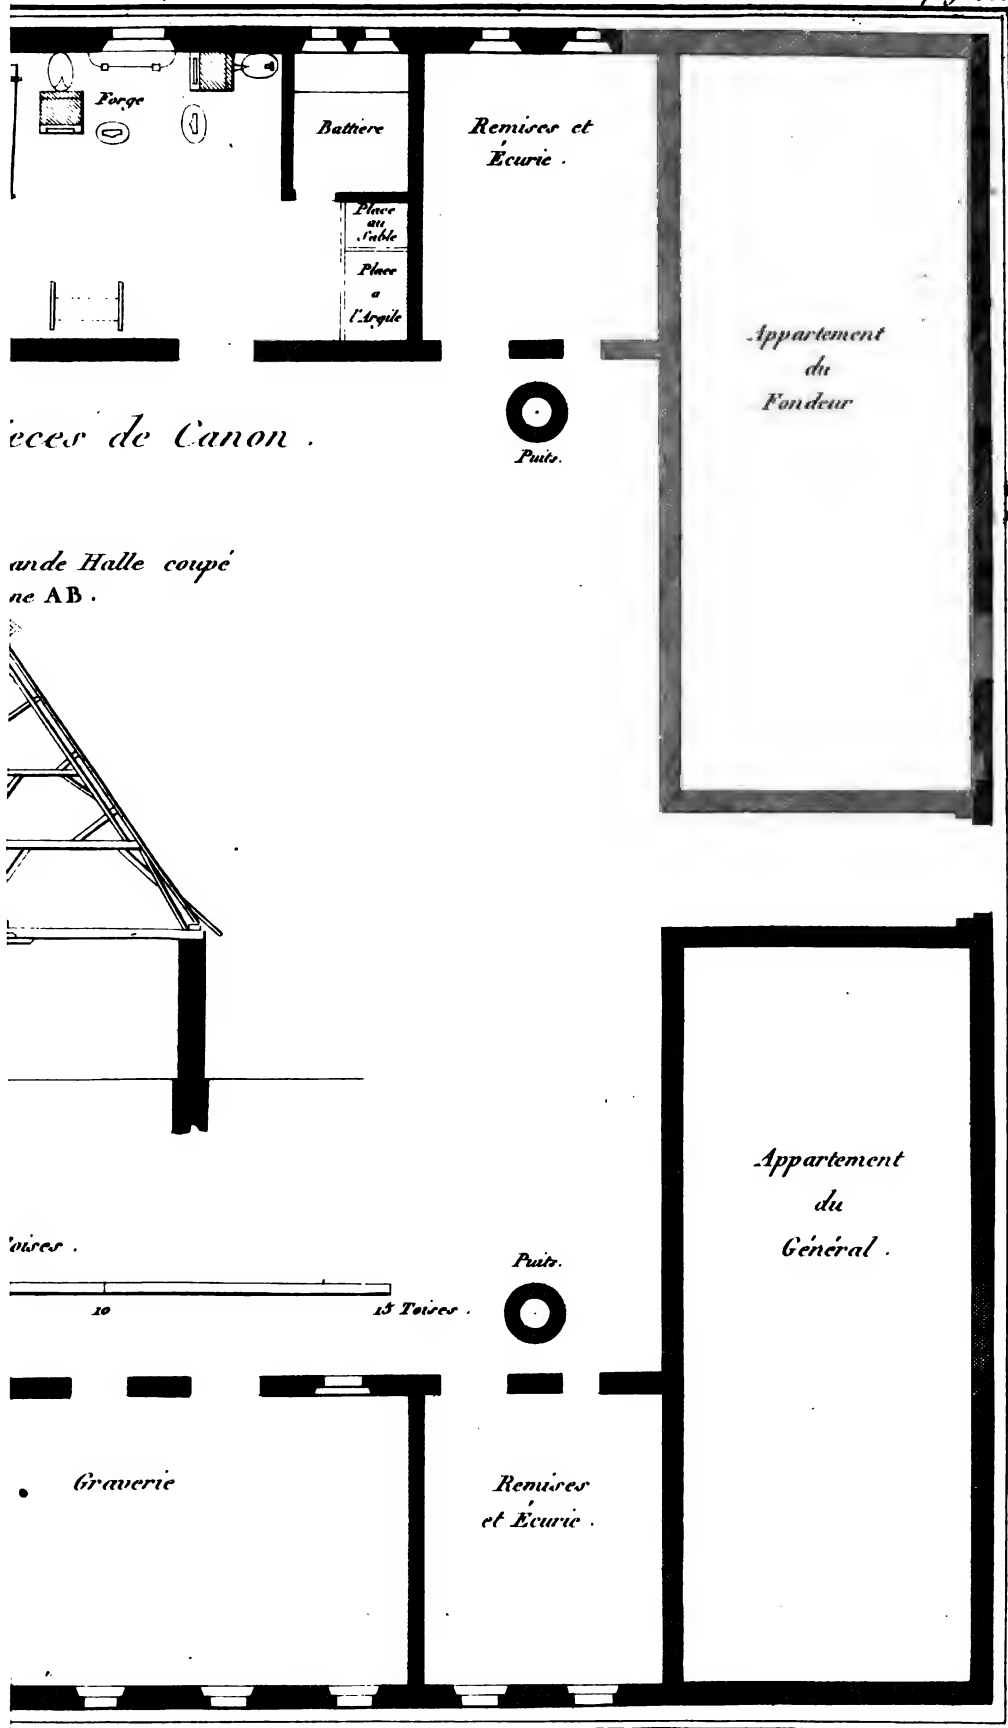 Forge
Battiere
Remises et
Écurie .
Place
au
Sable
Place
a
l'Argile
Appartement
du
Fondeur
ieces de Canon .
Puits.
ande Halle coupé
ne AB .
Appartement
du
Général .
oises .
Puits.
10
15 Toises .
Graverie
Remises
et Écurie .